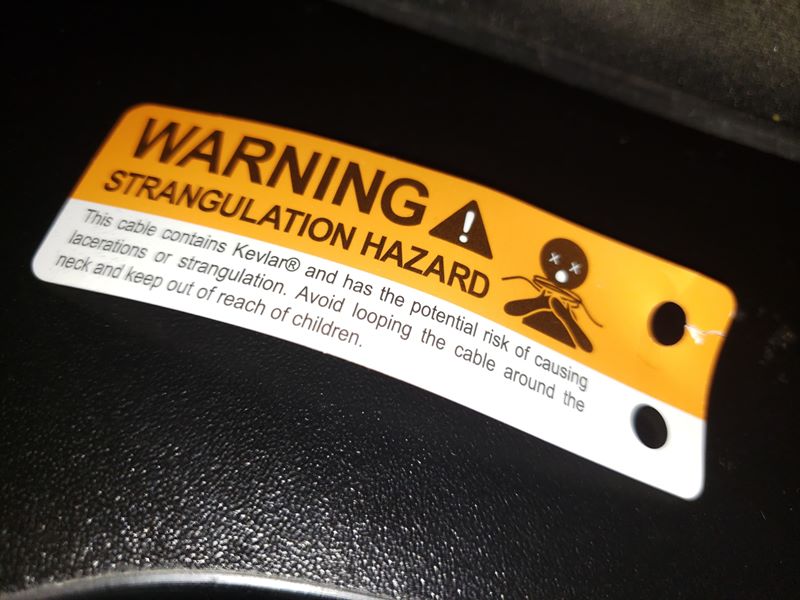 WARNING
STRANGULATION HAZARD
This cable contains Kevlar® and has the potential risk of causing
lacerations or strangulation. Avoid looping the cable around the
neck and keep out of reach of children.